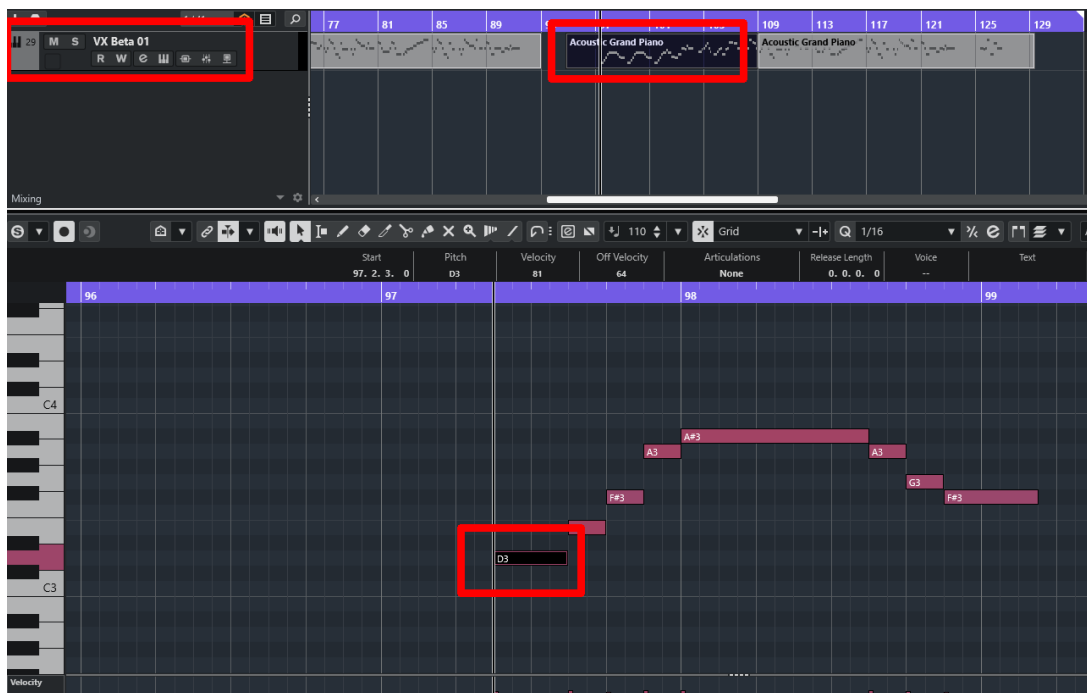 77 81 85 89 109 113 117 121 125 129
29 M S VX Beta 01
R W e
Acoustic Grand Piano Acoustic Grand Piano
Mixing
S 110 Grid Q 1/16
Start Pitch Velocity Off Velocity Articulations Release Length Voice Text
97. 2. 3. 0 D3 81 64 None 0. 0. 0. 0 --
96 97 98 99
C4
A#3
A3 A3
G3
F#3 F#3
D3
C3
Velocity